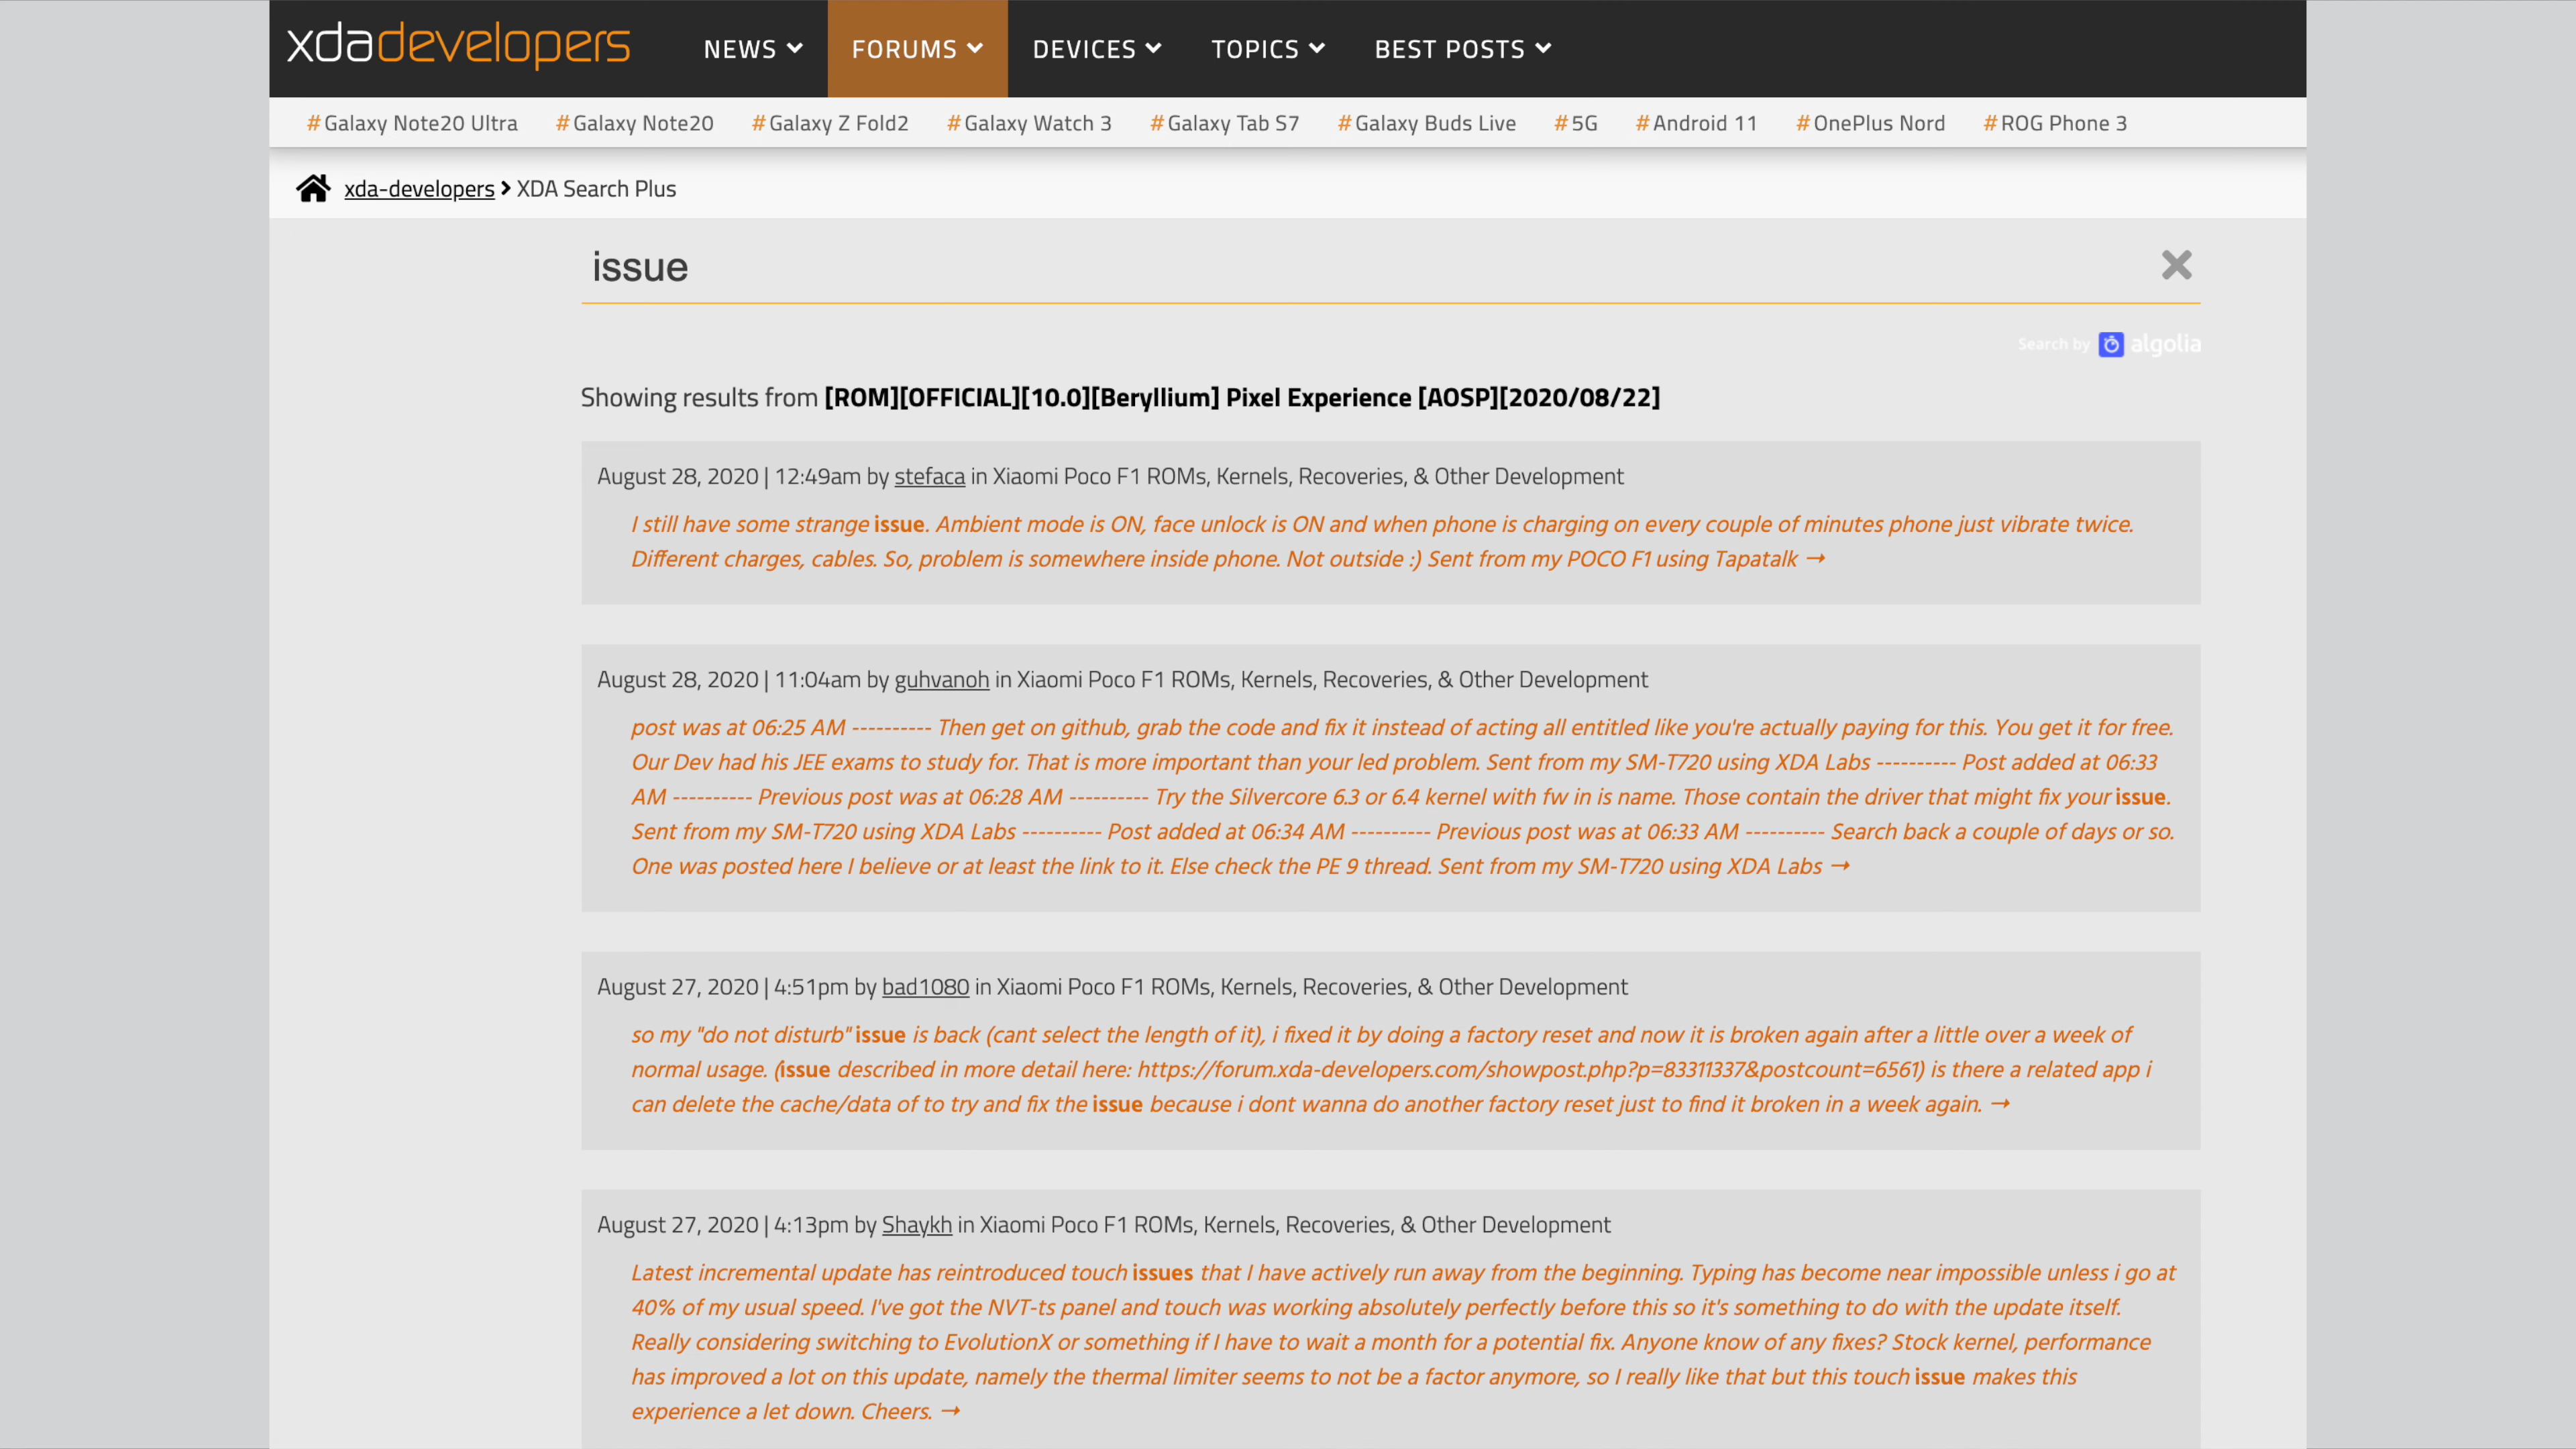 xdadevelopers NEWS FORUMS DEVICES TOPICS BEST POSTS
#Galaxy Note20 Ultra #Galaxy Note20 #Galaxy Z Fold2 #Galaxy Watch 3 #Galaxy Tab S7 #Galaxy Buds Live #5G #Android 11 #OnePlus Nord #ROG Phone 3
xda-developers > XDA Search Plus
issue
Search by algolia
Showing results from [ROM][OFFICIAL][10.0][Beryllium] Pixel Experience [AOSP][2020/08/22]
August 28, 2020 | 12:49am by stefaca in Xiaomi Poco F1 ROMs, Kernels, Recoveries, & Other Development
I still have some strange issue. Ambient mode is ON, face unlock is ON and when phone is charging on every couple of minutes phone just vibrate twice.
Different charges, cables. So, problem is somewhere inside phone. Not outside :) Sent from my POCO F1 using Tapatalk →
August 28, 2020 | 11:04am by guhvanoh in Xiaomi Poco F1 ROMs, Kernels, Recoveries, & Other Development
post was at 06:25 AM ---------- Then get on github, grab the code and fix it instead of acting all entitled like you're actually paying for this. You get it for free.
Our Dev had his JEE exams to study for. That is more important than your led problem. Sent from my SM-T720 using XDA Labs ---------- Post added at 06:33
AM ---------- Previous post was at 06:28 AM ---------- Try the Silvercore 6.3 or 6.4 kernel with fw in is name. Those contain the driver that might fix your issue.
Sent from my SM-T720 using XDA Labs ---------- Post added at 06:34 AM ---------- Previous post was at 06:33 AM ---------- Search back a couple of days or so.
One was posted here I believe or at least the link to it. Else check the PE 9 thread. Sent from my SM-T720 using XDA Labs →
August 27, 2020 | 4:51pm by bad1080 in Xiaomi Poco F1 ROMs, Kernels, Recoveries, & Other Development
so my "do not disturb" issue is back (cant select the length of it), i fixed it by doing a factory reset and now it is broken again after a little over a week of
normal usage. (issue described in more detail here: https://forum.xda-developers.com/showpost.php?p=83311337&postcount=6561) is there a related app i
can delete the cache/data of to try and fix the issue because i dont wanna do another factory reset just to find it broken in a week again. →
August 27, 2020 | 4:13pm by Shaykh in Xiaomi Poco F1 ROMs, Kernels, Recoveries, & Other Development
Latest incremental update has reintroduced touch issues that I have actively run away from the beginning. Typing has become near impossible unless i go at
40% of my usual speed. I've got the NVT-ts panel and touch was working absolutely perfectly before this so it's something to do with the update itself.
Really considering switching to EvolutionX or something if I have to wait a month for a potential fix. Anyone know of any fixes? Stock kernel, performance
has improved a lot on this update, namely the thermal limiter seems to not be a factor anymore, so I really like that but this touch issue makes this
experience a let down. Cheers. →